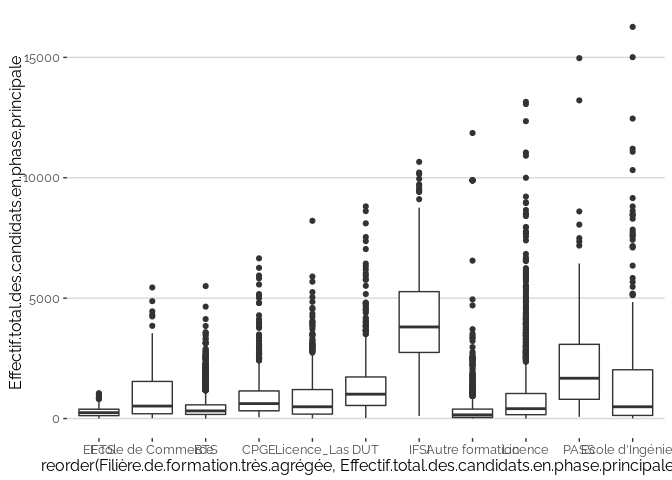 Effectif.total.des.candidats.en.phase.principale
15000
10000
5000
0
EFTS
Ecole de Commerce
BTS
CPGE
Licence_Las
DUT
IFSI
Autre formation
Licence
PASS
Ecole d'Ingénie
reorder(Filière.de.formation.très.agrégée, Effectif.total.des.candidats.en.phase.principale